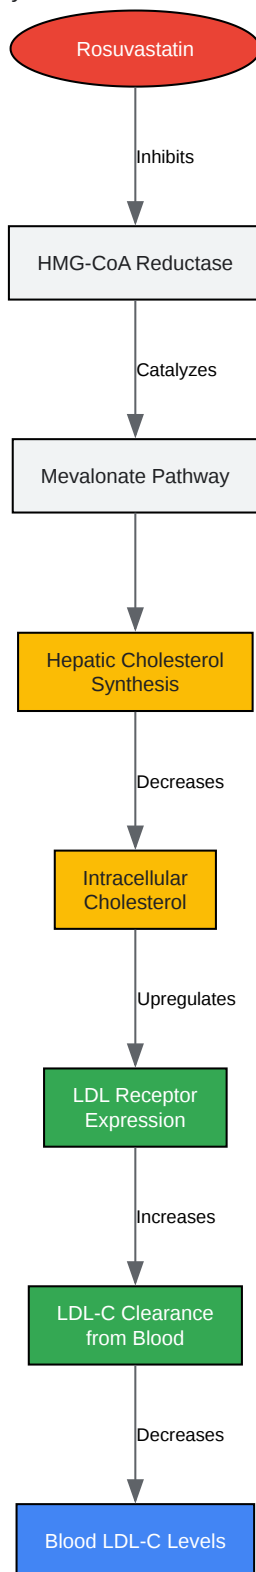 Rosuvastatin
Inhibits
HMG-CoA Reductase
Catalyzes
Mevalonate Pathway
Hepatic Cholesterol
Synthesis
Decreases
Intracellular
Cholesterol
Upregulates
LDL Receptor
Expression
Increases
LDL-C Clearance
from Blood
Decreases
Blood LDL-C Levels